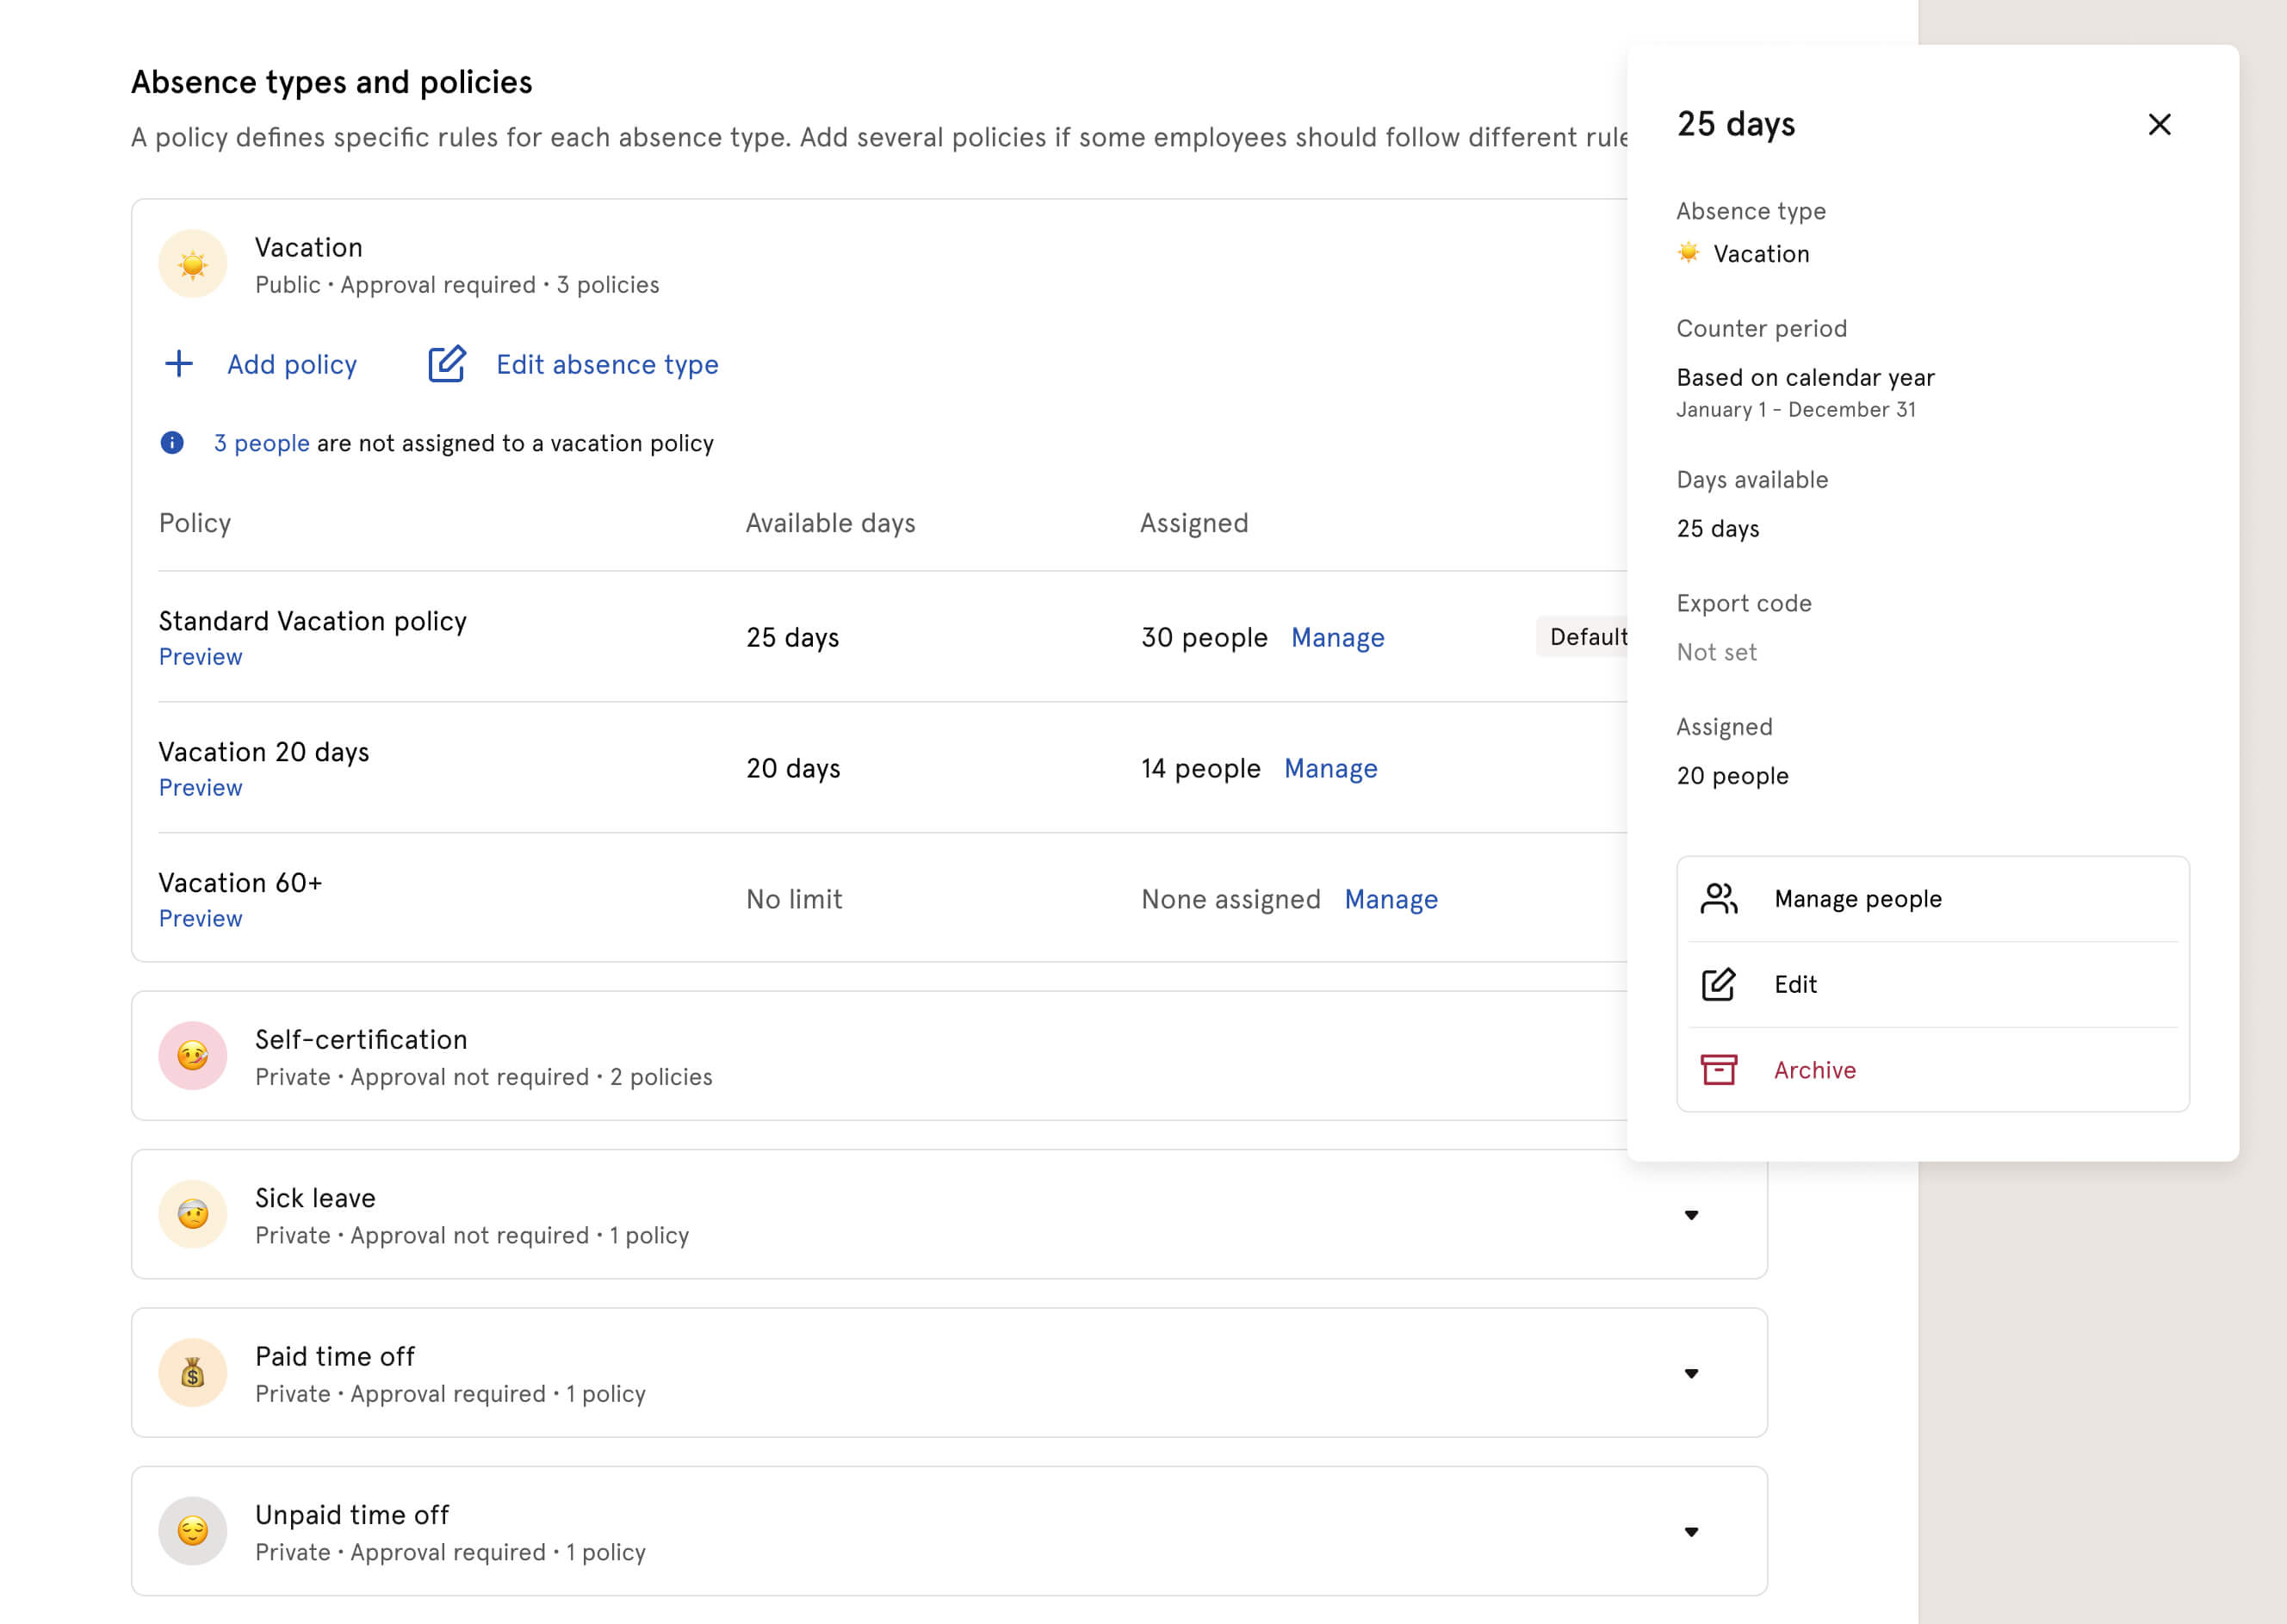 Absence types and policies
A policy defines specific rules for each absence type. Add several policies if some employees should follow different rule
Vacation
Public • Approval required • 3 policies
Add policy
Edit absence type
3 people are not assigned to a vacation policy
Policy Available days Assigned
Standard Vacation policy
Preview
25 days
30 people Manage
Default
Vacation 20 days
Preview
20 days
14 people Manage
Vacation 60+
Preview
No limit
None assigned Manage
Self-certification
Private • Approval not required • 2 policies
Sick leave
Private • Approval not required • 1 policy
Paid time off
Private • Approval required • 1 policy
Unpaid time off
Private • Approval required • 1 policy
25 days
Absence type
Vacation
Counter period
Based on calendar year
January 1 - December 31
Days available
25 days
Export code
Not set
Assigned
20 people
Manage people
Edit
Archive